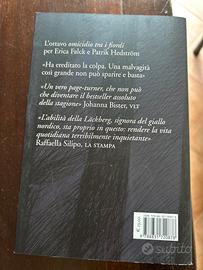 L'ottavo omicidio tra i fiordi
per Erica Falck e Patrik Hedström
«Ha ereditato la colpa. Una malvagità
così grande non può sparire e basta»
«Un vero page-turner, che non può
che diventare il bestseller assoluto
della stagione» Johanna Bister, VLT
«L'abilità della Läckberg, signora del giallo
nordico, sta proprio in questo: rendere la vita
quotidiana terribilmente inquietante»
Raffaella Silipo, LA STAMPA
subito